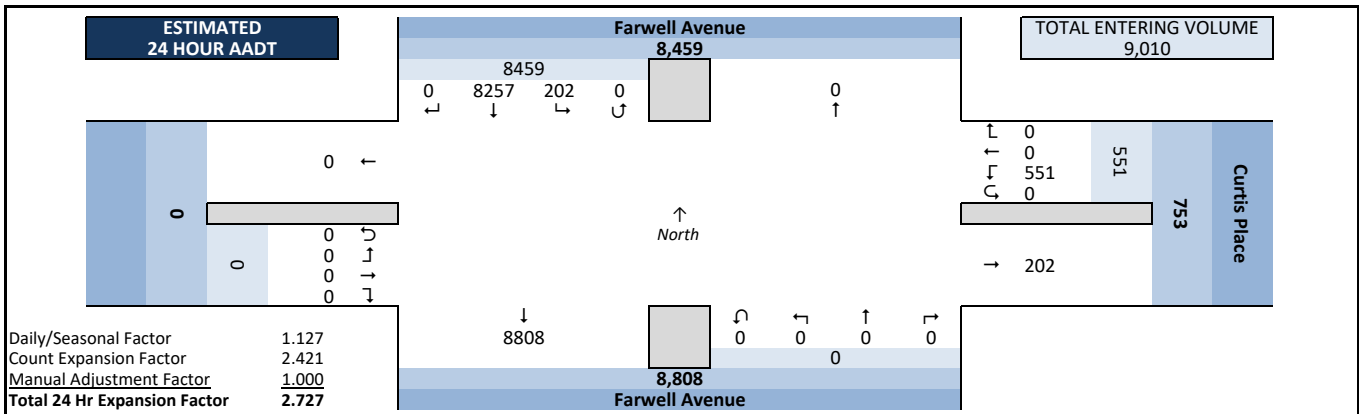 ESTIMATED
24 HOUR AADT
Farwell Avenue
8,459
TOTAL ENTERING VOLUME
9,010
8459
0 8257 202 0
↵ ↓ ↳ ↺
0
↑
0 ←
↑ 0
← 0
↓ 551
↺ 0
551
753
Curtis Place
0
0
0 ↺
0 ↑
0 →
0 ↓
↑
North
→ 202
↓
8808
↺ ↰ ↑ ↱
0 0 0 0
0
8,808
Farwell Avenue
Daily/Seasonal Factor 1.127
Count Expansion Factor 2.421
Manual Adjustment Factor 1.000
Total 24 Hr Expansion Factor 2.727